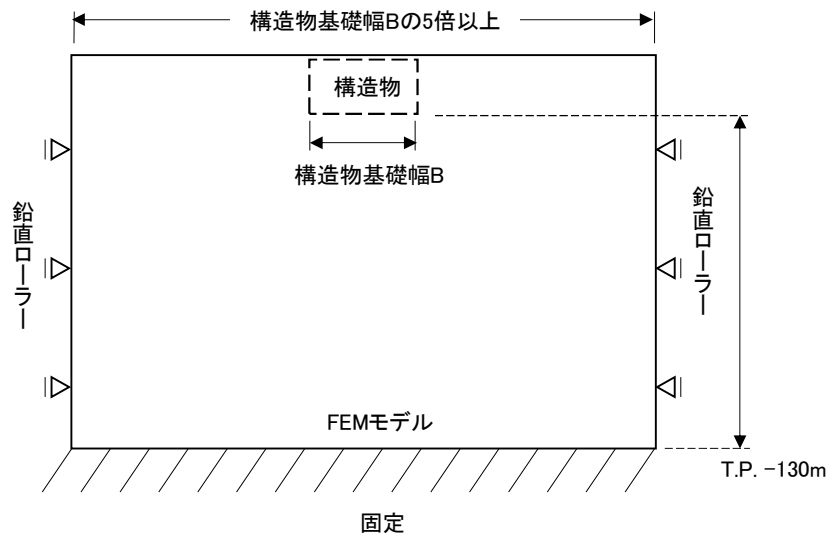 構造物基礎幅Bの5倍以上
構造物
構造物基礎幅B
鉛直ローラー
鉛直ローラー
FEMモデル
T.P. -130m
固定